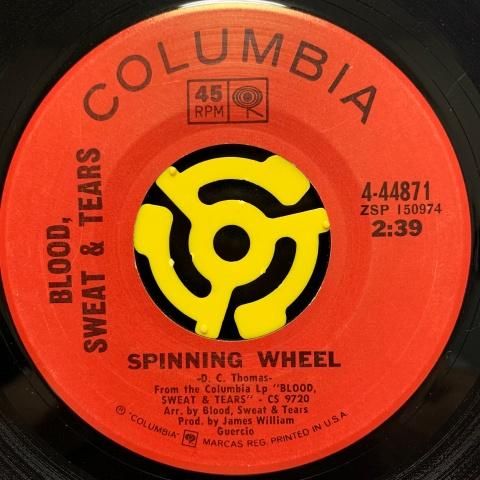 COLUMBIA
45
RPM
BLOOD,
SWEAT & TEARS
4-44871
ZSP 150974
2:39
SPINNING WHEEL
-D. C. Thomas-
From the Columbia Lp "BLOOD,
SWEAT & TEARS" - CS 9720
Arr. by Blood, Sweat & Tears
Prod. by James William
Guercio
℗ "COLUMBIA" MARCAS REG. PRINTED IN U.S.A.